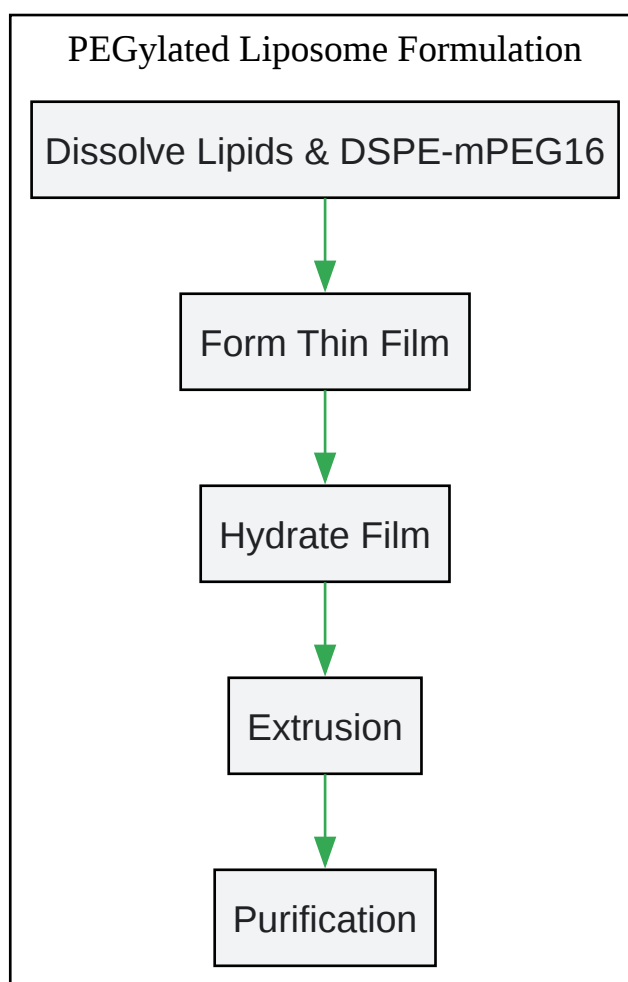 PEGylated Liposome Formulation
Dissolve Lipids & DSPE-mPEG16
Form Thin Film
Hydrate Film
Extrusion
Purification